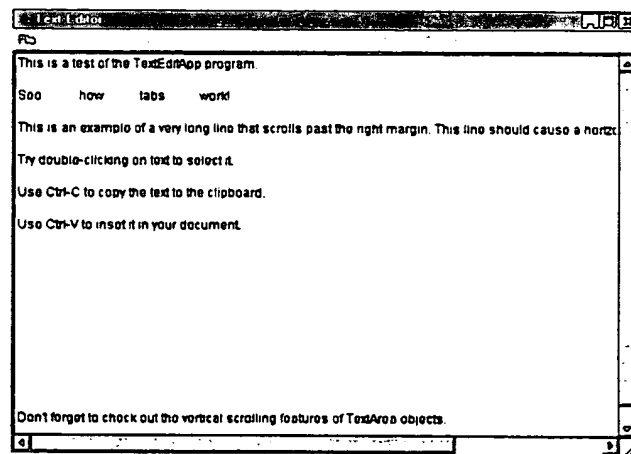 Text Editor
File
This is a test of the TextEditApp program.
See how tabs work!
This is an example of a very long line that scrolls past the right margin. This line should cause a horizo
Try double-clicking on text to select it.
Use Ctrl-C to copy the text to the clipboard.
Use Ctrl-V to insert it in your document.
Don't forget to check out the vertical scrolling features of TextArea objects.